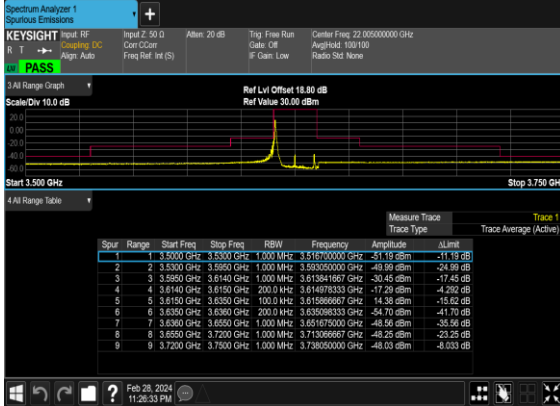 Spectrum Analyzer 1
Spurious Emissions
+
KEYSIGHT Input: RF Input Z: 50 Ω Atten: 20 dB Trig: Free Run Center Freq: 22.005000000 GHz
R T Coupling: DC Corr CCorr Gate: Off Avg|Hold: 100/100
Align: Auto Freq Ref: Int (S) IF Gain: Low Radio Std: None
LXI PASS
3 All Range Graph
Ref Lvl Offset 18.80 dB
Scale/Div 10.0 dB Ref Value 30.00 dBm
20.0
0.00
-20.0
-40.0
-60.0
Start 3.500 GHz Stop 3.750 GH
4 All Range Table
Measure Trace Trace 1
Trace Type Trace Average (Active)
Spur Range Start Freq Stop Freq RBW Frequency Amplitude ΔLimit
1 1 3.5000 GHz 3.5300 GHz 1.000 MHz 3.516700000 GHz -51.19 dBm -11.19 dB
2 2 3.5300 GHz 3.5950 GHz 1.000 MHz 3.593050000 GHz -49.99 dBm -24.99 dB
3 3 3.5950 GHz 3.6140 GHz 1.000 MHz 3.613841667 GHz -30.45 dBm -17.45 dB
4 4 3.6140 GHz 3.6150 GHz 200.0 kHz 3.614978333 GHz -17.29 dBm -4.292 dB
5 5 3.6150 GHz 3.6350 GHz 100.0 kHz 3.615866667 GHz 14.38 dBm -15.62 dB
6 6 3.6350 GHz 3.6360 GHz 200.0 kHz 3.635098333 GHz -54.70 dBm -41.70 dB
7 7 3.6360 GHz 3.6550 GHz 1.000 MHz 3.651675000 GHz -48.56 dBm -35.56 dB
8 8 3.6550 GHz 3.7200 GHz 1.000 MHz 3.713066667 GHz -48.25 dBm -23.25 dB
9 9 3.7200 GHz 3.7500 GHz 1.000 MHz 3.738050000 GHz -48.03 dBm -8.033 dB
? Feb 28, 2024
11:26:33 PM